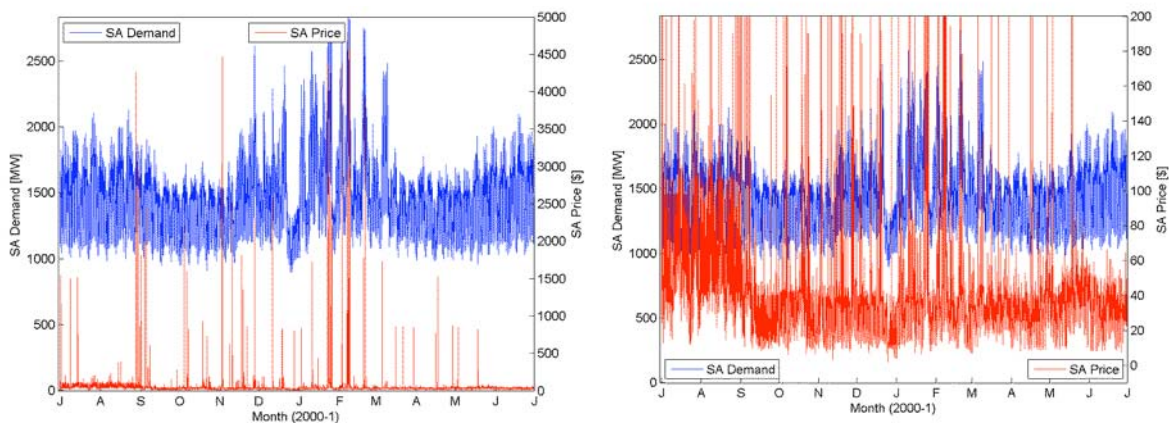 SA Demand
SA Price
5000
4500
4000
3500
3000
2500
2000
1500
1000
500
0
SA Price [$]
2500
2000
1500
1000
500
0
SA Demand [MW]
J A S O N D J F M A M J J
Month (2000-1)
200
180
160
140
120
100
80
60
40
20
0
SA Price [$]
2500
2000
1500
1000
500
0
SA Demand [MW]
SA Demand
SA Price
J A S O N D J F M A M J J
Month (2000-1)